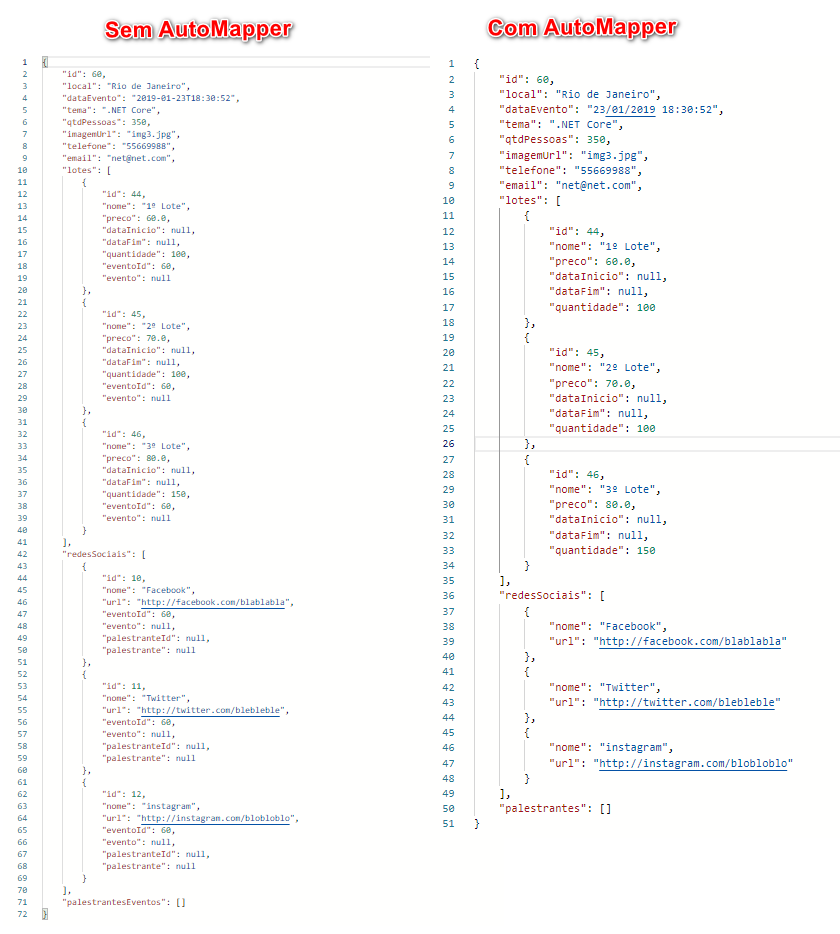 Sem AutoMapper
1 {
2 "id": 60,
3 "local": "Rio de Janeiro",
4 "dataEvento": "2019-01-23T18:30:52",
5 "tema": ".NET Core",
6 "qtdPessoas": 350,
7 "imagemUrl": "img3.jpg",
8 "telefone": "55669988",
9 "email": "net@net.com",
10 "lotes": [
11 {
12 "id": 44,
13 "nome": "1º Lote",
14 "preco": 60.0,
15 "dataInicio": null,
16 "dataFim": null,
17 "quantidade": 100,
18 "eventoId": 60,
19 "evento": null
20 },
21 {
22 "id": 45,
23 "nome": "2º Lote",
24 "preco": 70.0,
25 "dataInicio": null,
26 "dataFim": null,
27 "quantidade": 100,
28 "eventoId": 60,
29 "evento": null
30 },
31 {
32 "id": 46,
33 "nome": "3º Lote",
34 "preco": 80.0,
35 "dataInicio": null,
36 "dataFim": null,
37 "quantidade": 150,
38 "eventoId": 60,
39 "evento": null
40 }
41 ],
42 "redesSociais": [
43 {
44 "id": 10,
45 "nome": "Facebook",
46 "url": "http://facebook.com/blablabla",
47 "eventoId": 60,
48 "evento": null,
49 "palestranteId": null,
50 "palestrante": null
51 },
52 {
53 "id": 11,
54 "nome": "Twitter",
55 "url": "http://twitter.com/blebleble",
56 "eventoId": 60,
57 "evento": null,
58 "palestranteId": null,
59 "palestrante": null
60 },
61 {
62 "id": 12,
63 "nome": "instagram",
64 "url": "http://instagram.com/blobloblo",
65 "eventoId": 60,
66 "evento": null,
67 "palestranteId": null,
68 "palestrante": null
69 }
70 ],
71 "palestrantesEventos": []
72 }
Com AutoMapper
1 {
2 "id": 60,
3 "local": "Rio de Janeiro",
4 "dataEvento": "23/01/2019 18:30:52",
5 "tema": ".NET Core",
6 "qtdPessoas": 350,
7 "imagemUrl": "img3.jpg",
8 "telefone": "55669988",
9 "email": "net@net.com",
10 "lotes": [
11 {
12 "id": 44,
13 "nome": "1º Lote",
14 "preco": 60.0,
15 "dataInicio": null,
16 "dataFim": null,
17 "quantidade": 100
18 },
19 {
20 "id": 45,
21 "nome": "2º Lote",
22 "preco": 70.0,
23 "dataInicio": null,
24 "dataFim": null,
25 "quantidade": 100
26 },
27 {
28 "id": 46,
29 "nome": "3º Lote",
30 "preco": 80.0,
31 "dataInicio": null,
32 "dataFim": null,
33 "quantidade": 150
34 }
35 ],
36 "redesSociais": [
37 {
38 "nome": "Facebook",
39 "url": "http://facebook.com/blablabla"
40 },
41 {
42 "nome": "Twitter",
43 "url": "http://twitter.com/blebleble"
44 },
45 {
46 "nome": "instagram",
47 "url": "http://instagram.com/blobloblo"
48 }
49 ],
50 "palestrantes": []
51 }